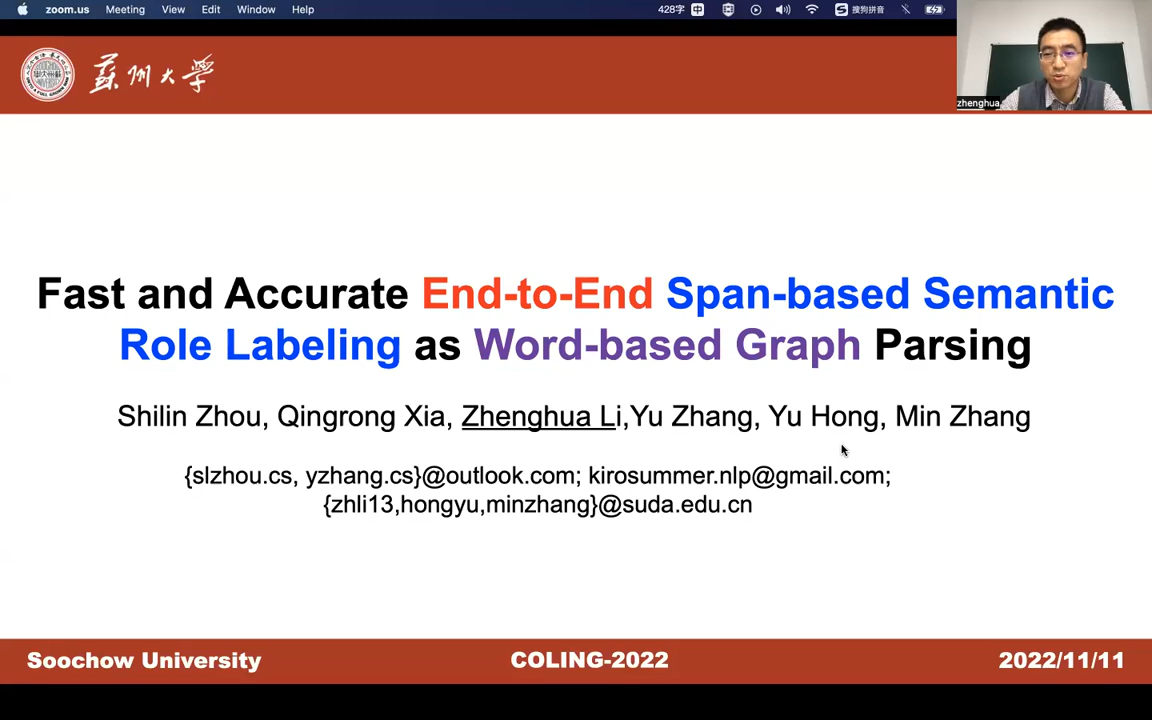 zoom.us Meeting View Edit Window Help 428字 中 S 搜狗拼音
zhenghua
蘇州大學
Fast and Accurate End-to-End Span-based Semantic
Role Labeling as Word-based Graph Parsing
Shilin Zhou, Qingrong Xia, Zhenghua Li,Yu Zhang, Yu Hong, Min Zhang
{slzhou.cs, yzhang.cs}@outlook.com; kirosummer.nlp@gmail.com;
{zhli13,hongyu,minzhang}@suda.edu.cn
Soochow University COLING-2022 2022/11/11